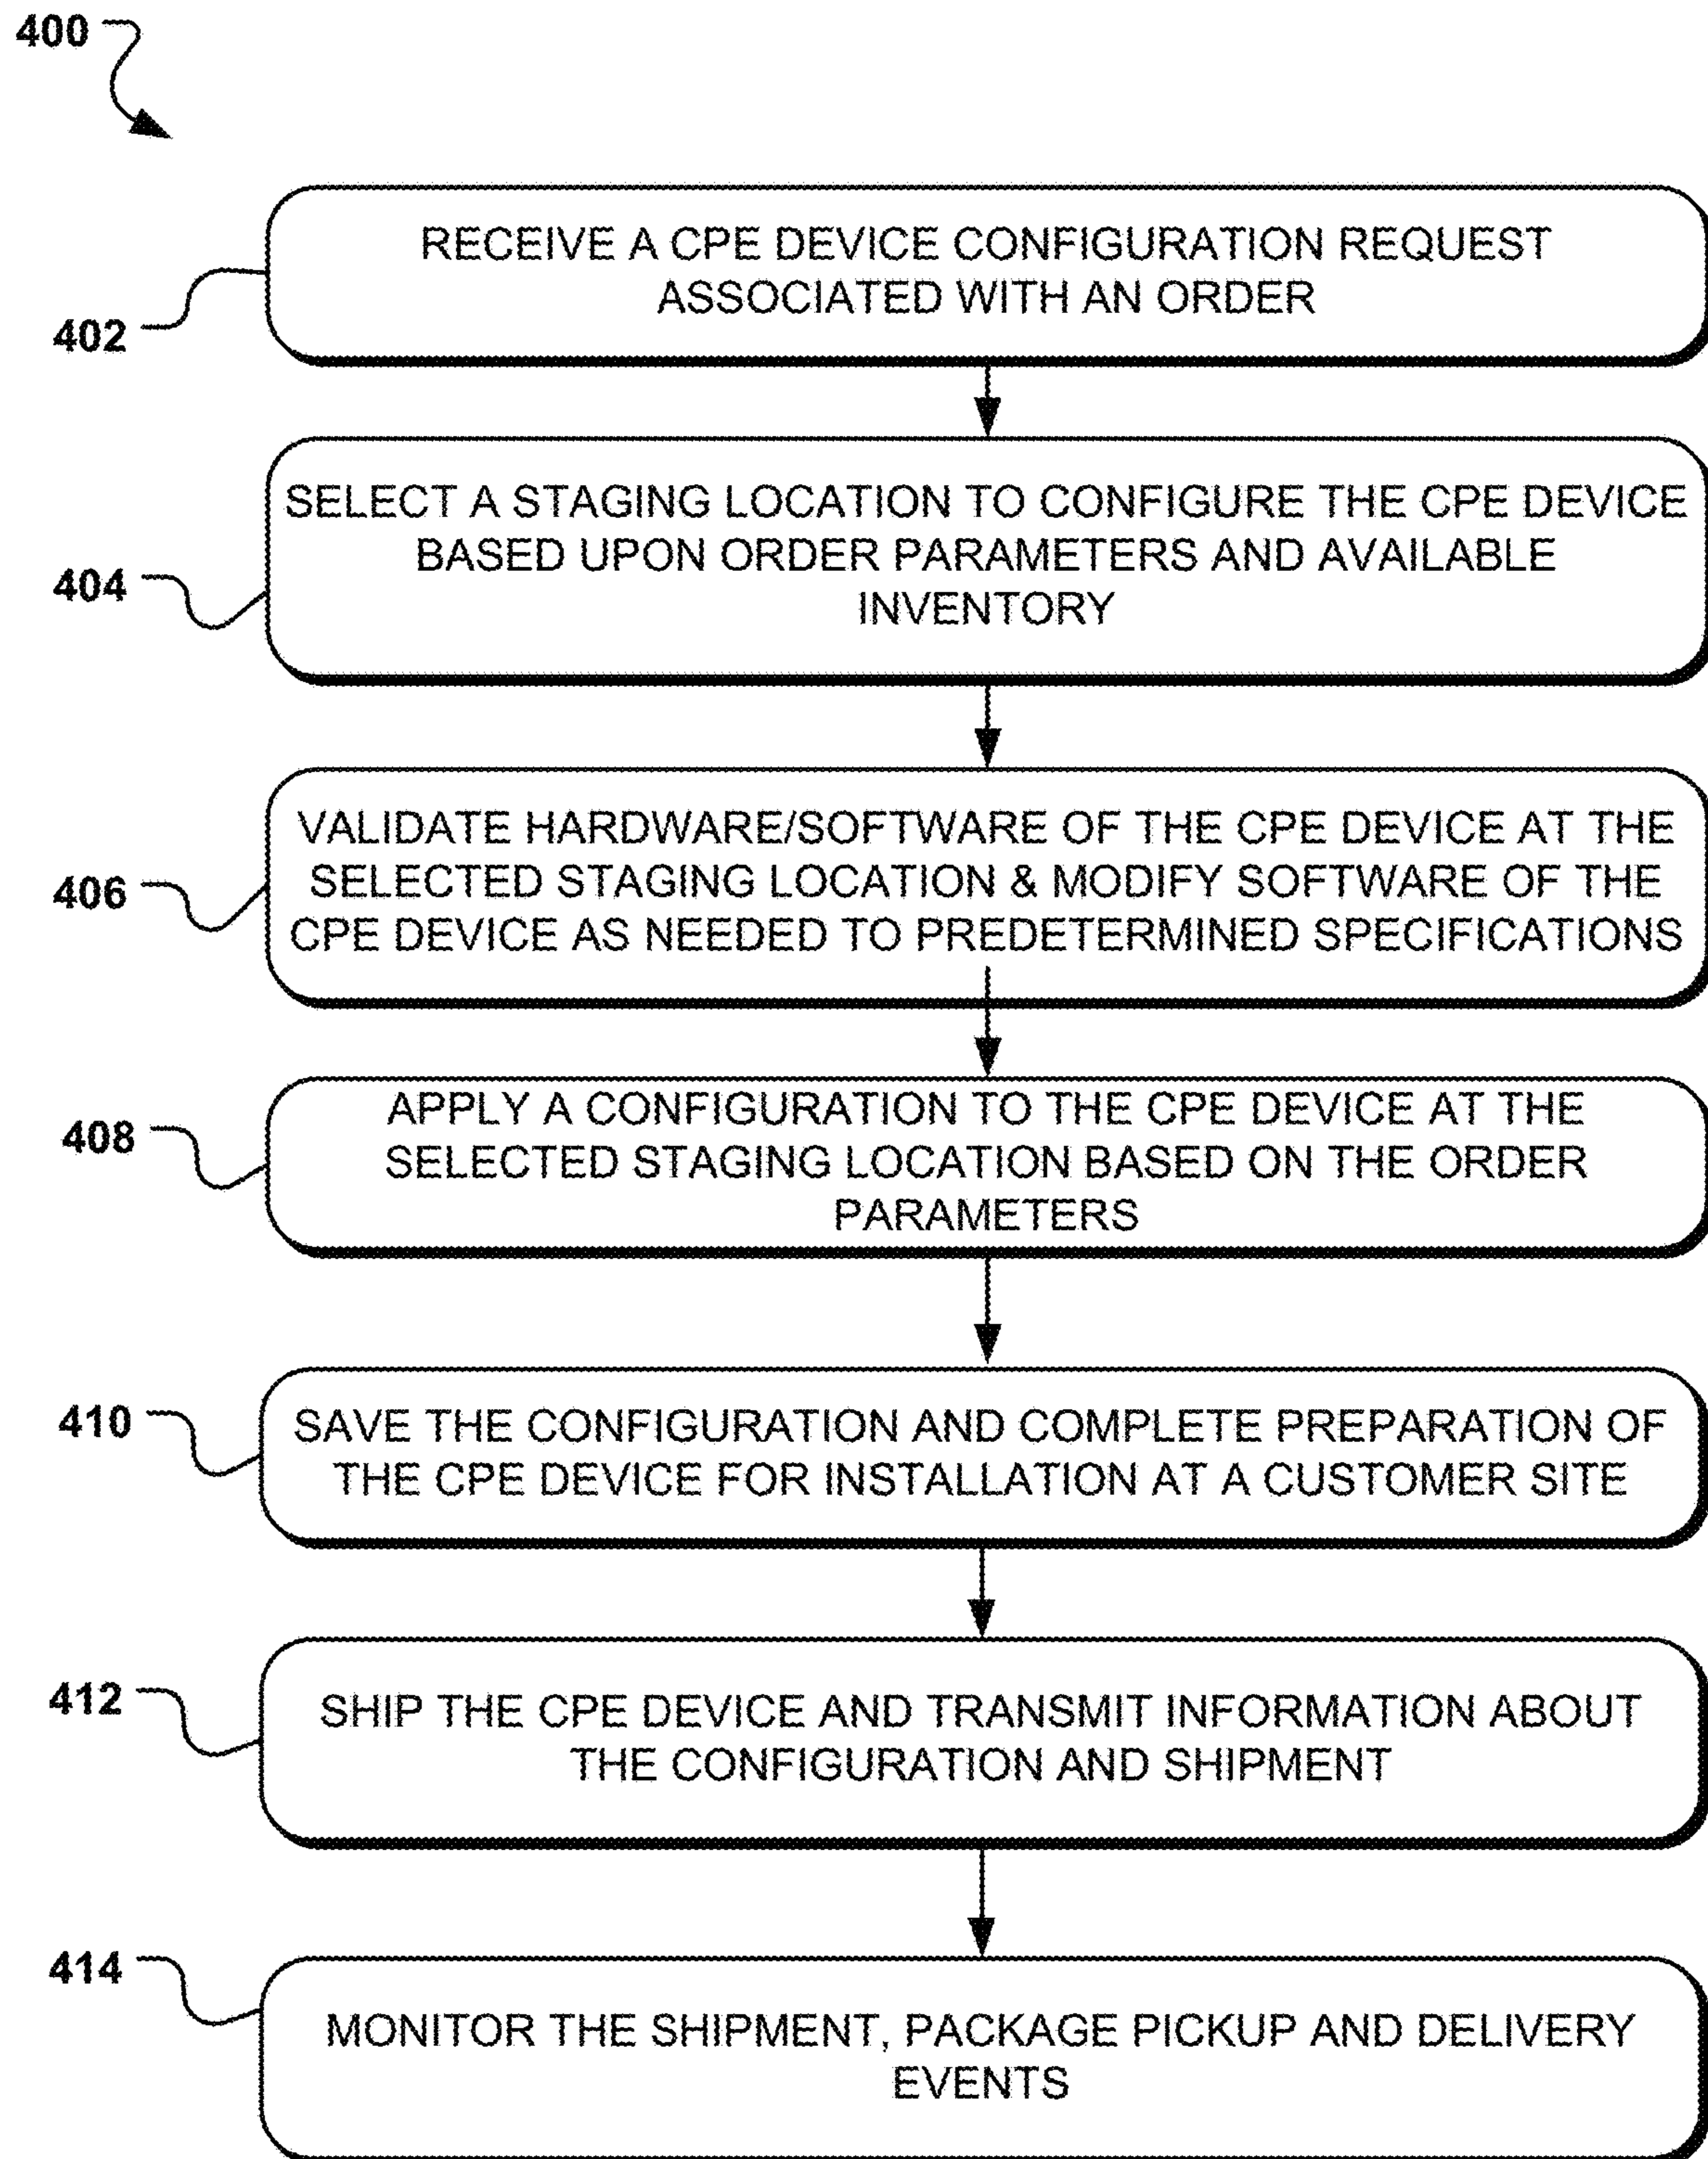 400
RECEIVE A CPE DEVICE CONFIGURATION REQUEST
ASSOCIATED WITH AN ORDER
402
SELECT A STAGING LOCATION TO CONFIGURE THE CPE DEVICE
BASED UPON ORDER PARAMETERS AND AVAILABLE
INVENTORY
404
VALIDATE HARDWARE/SOFTWARE OF THE CPE DEVICE AT THE
SELECTED STAGING LOCATION & MODIFY SOFTWARE OF THE
CPE DEVICE AS NEEDED TO PREDETERMINED SPECIFICATIONS
406
APPLY A CONFIGURATION TO THE CPE DEVICE AT THE
SELECTED STAGING LOCATION BASED ON THE ORDER
PARAMETERS
408
SAVE THE CONFIGURATION AND COMPLETE PREPARATION OF
THE CPE DEVICE FOR INSTALLATION AT A CUSTOMER SITE
410
SHIP THE CPE DEVICE AND TRANSMIT INFORMATION ABOUT
THE CONFIGURATION AND SHIPMENT
412
MONITOR THE SHIPMENT, PACKAGE PICKUP AND DELIVERY
EVENTS
414